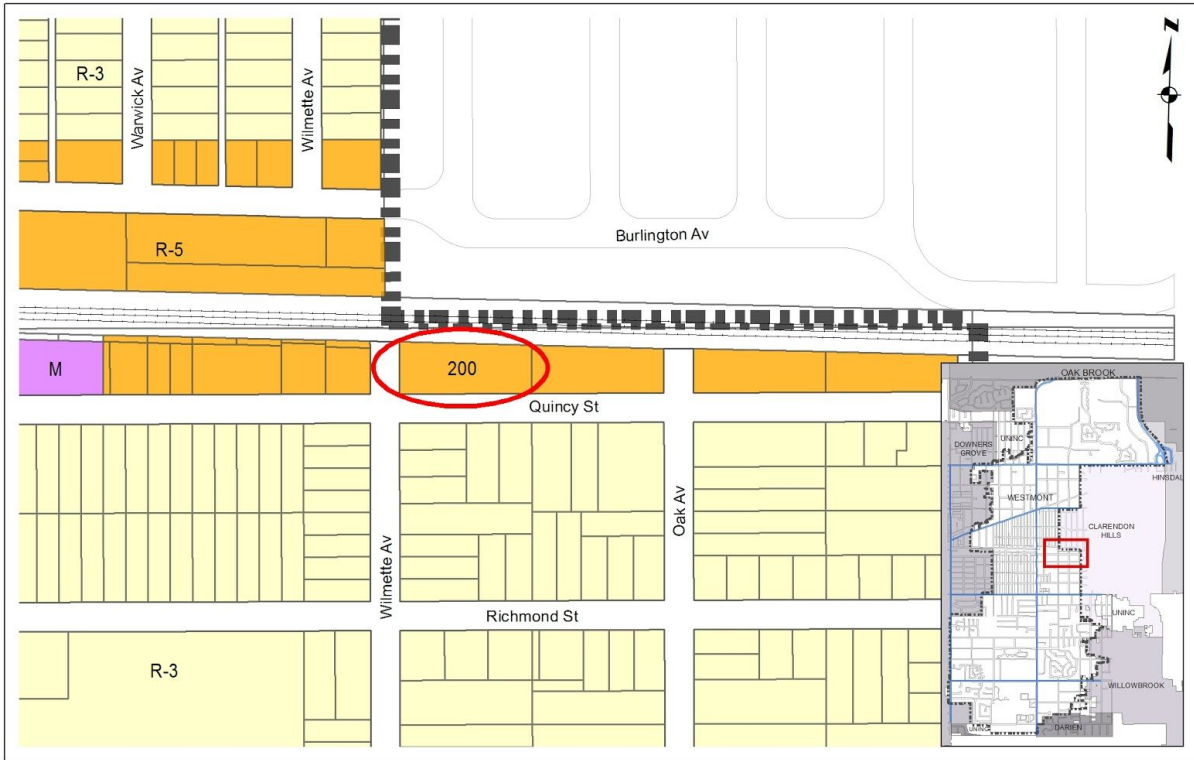 R-3
Warwick Av
Wilmette Av
N
Burlington Av
R-5
M
200
Quincy St
Oak Av
Wilmette Av
Richmond St
R-3
OAK BROOK
DOWNERS
GROVE
UNINC
HINSDAL
WESTMONT
CLARENDON
HILLS
UNINC
WILLOWBROOK
UNINC
DARIEN